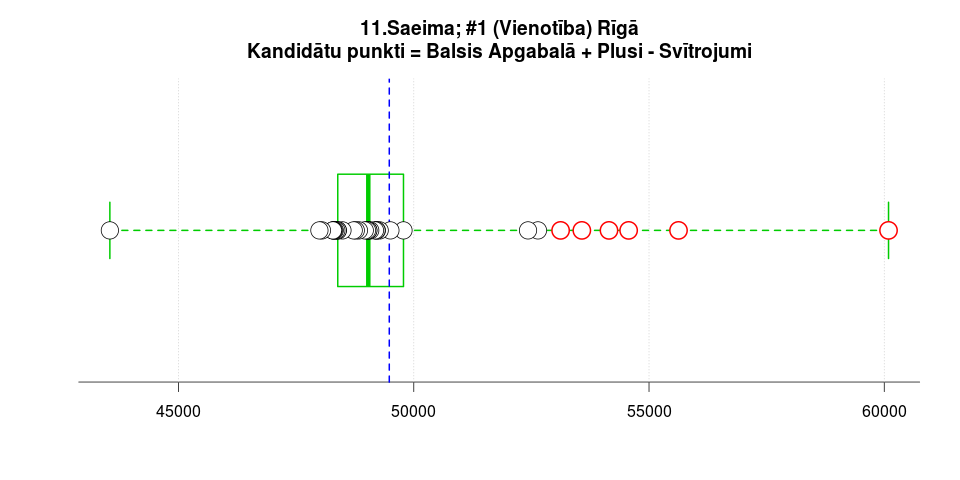 11.Saeima; #1 (Vienotība) Rīgā
Kandidātu punkti = Balsis Apgabalā + Plusi - Svītrojumi
45000 50000 55000 60000